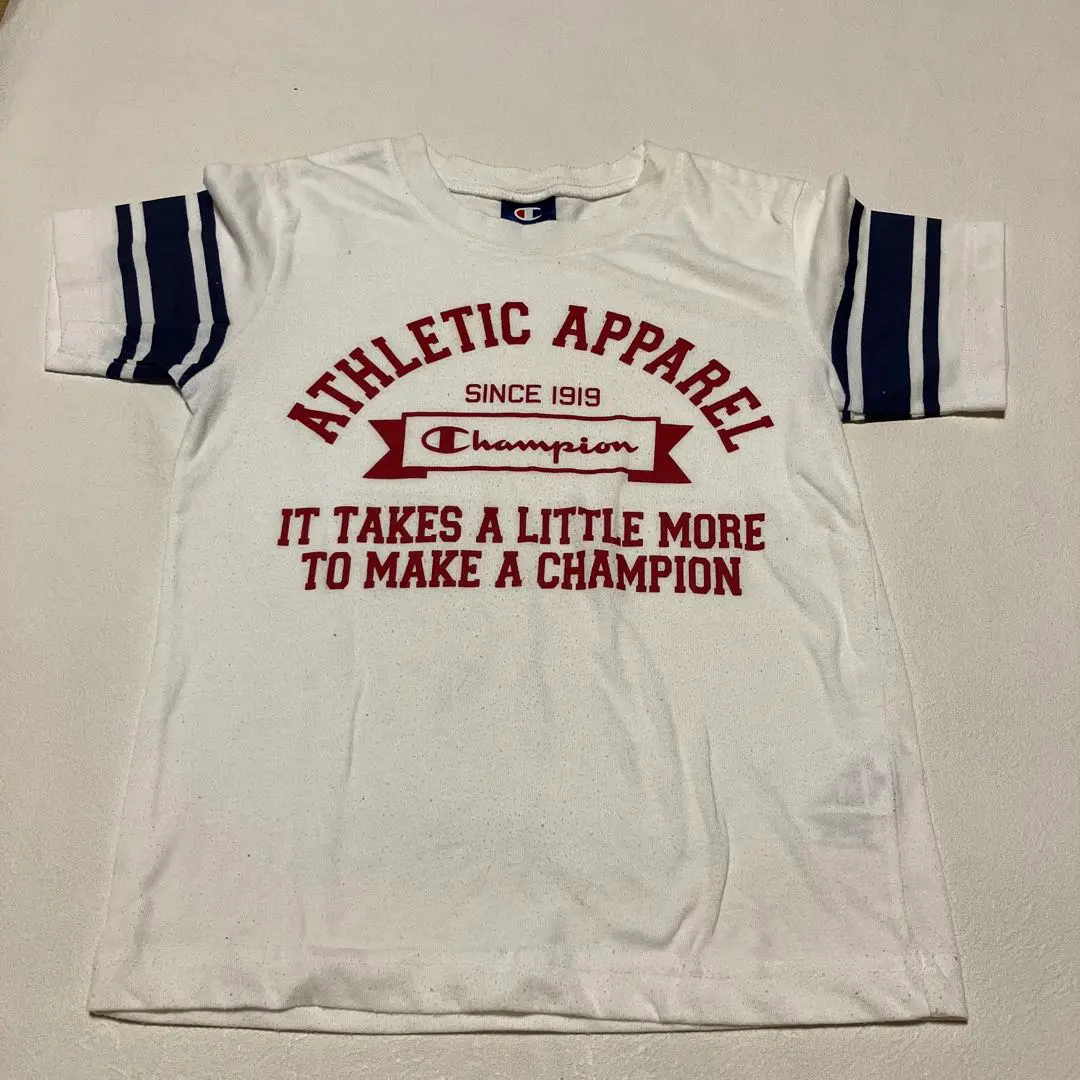 ATHLETIC APPAREL
SINCE 1919
Champion
IT TAKES A LITTLE MORE
TO MAKE A CHAMPION